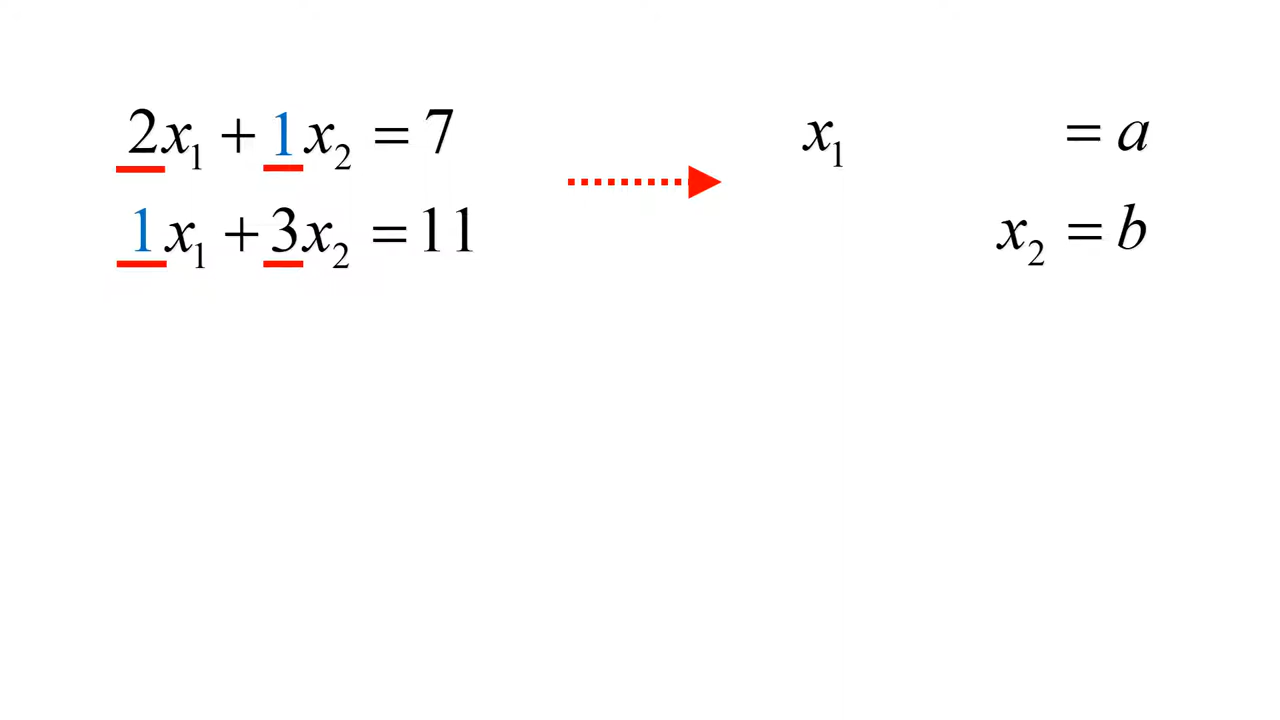 2x₁ + 1x₂ = 7
1x₁ + 3x₂ = 11
x₁ = a
x₂ = b